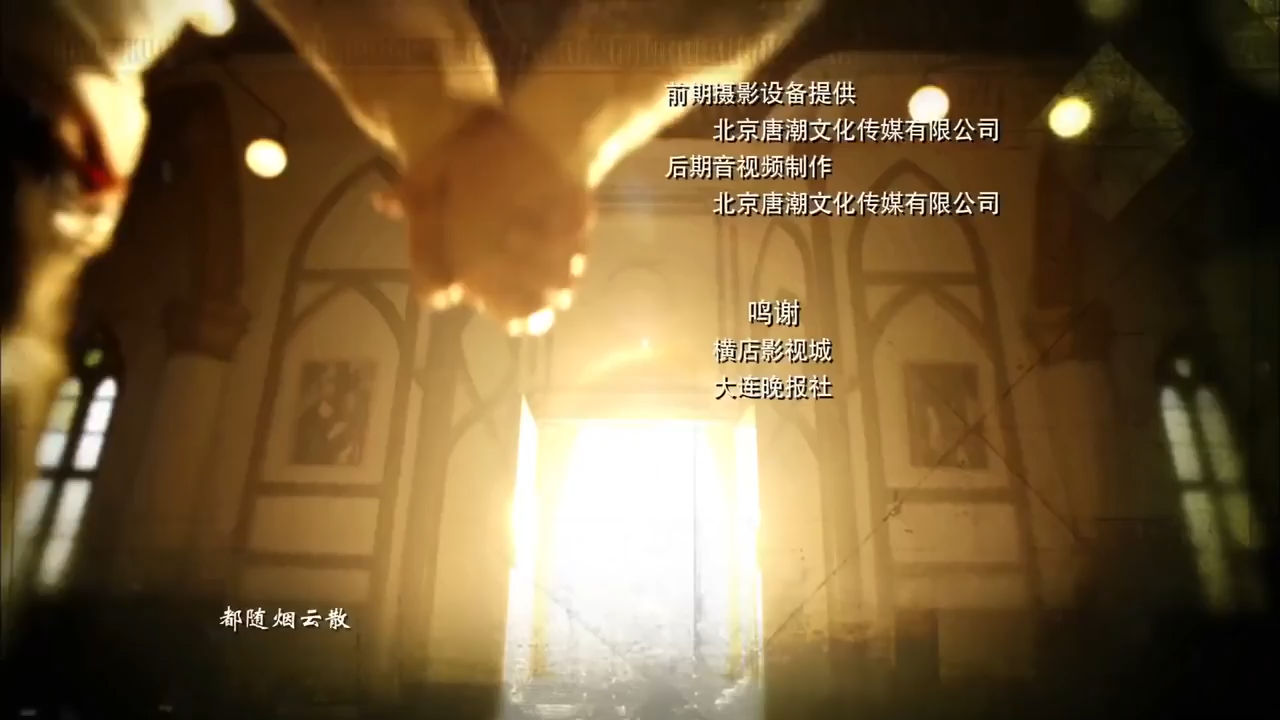 前期摄影设备提供
北京唐潮文化传媒有限公司
后期音视频制作
北京唐潮文化传媒有限公司
鸣谢
横店影视城
大连晚报社
都随烟云散